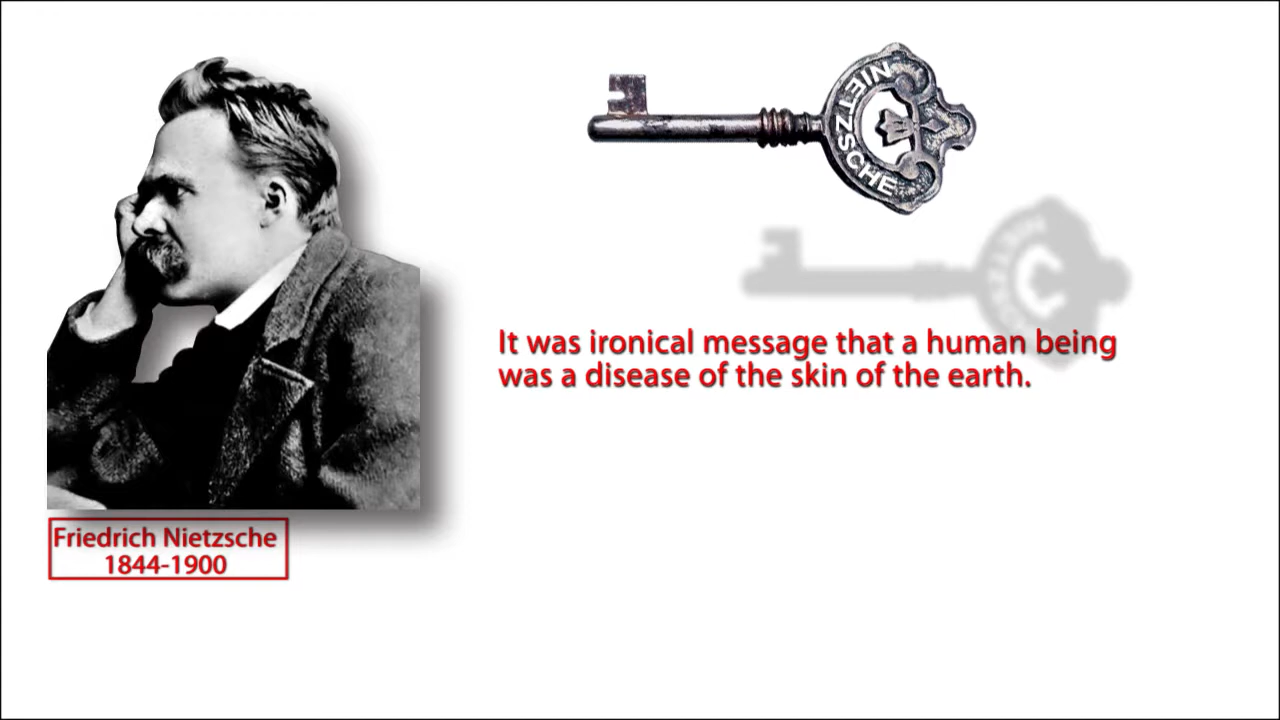 NIETZSCHE
It was ironical message that a human being
was a disease of the skin of the earth.
Friedrich Nietzsche
1844-1900